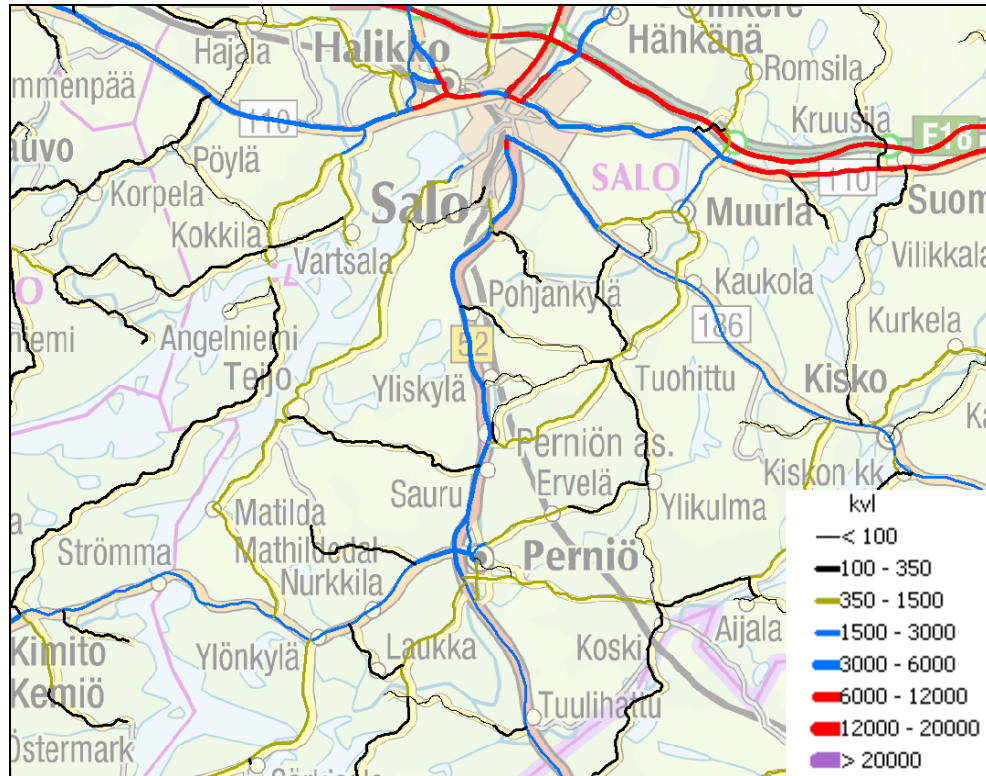 Hajala
Halikko
Hähkänä
Romsila
Kruusila
110
E18
Pöylä
Korpela
SALO
110
Salo
Muurla
Kokkila
Vartsala
Vilikkala
Kaukola
Pohjankylä
186
Angelniemi
52
Kurkela
Teijo
Yliskylä
Tuohittu
Kisko
Perniön as.
Ervelä
Kiskon kk.
Sauru
Ylikulma
Matilda
Mathildedal
Strömma
Perniö
Nurkkila
Aijala
Kimito
Kemiö
Ylönkylä
Laukka
Koski
Tuulihattu
kvl
< 100
100 - 350
350 - 1500
1500 - 3000
3000 - 6000
6000 - 12000
12000 - 20000
> 20000